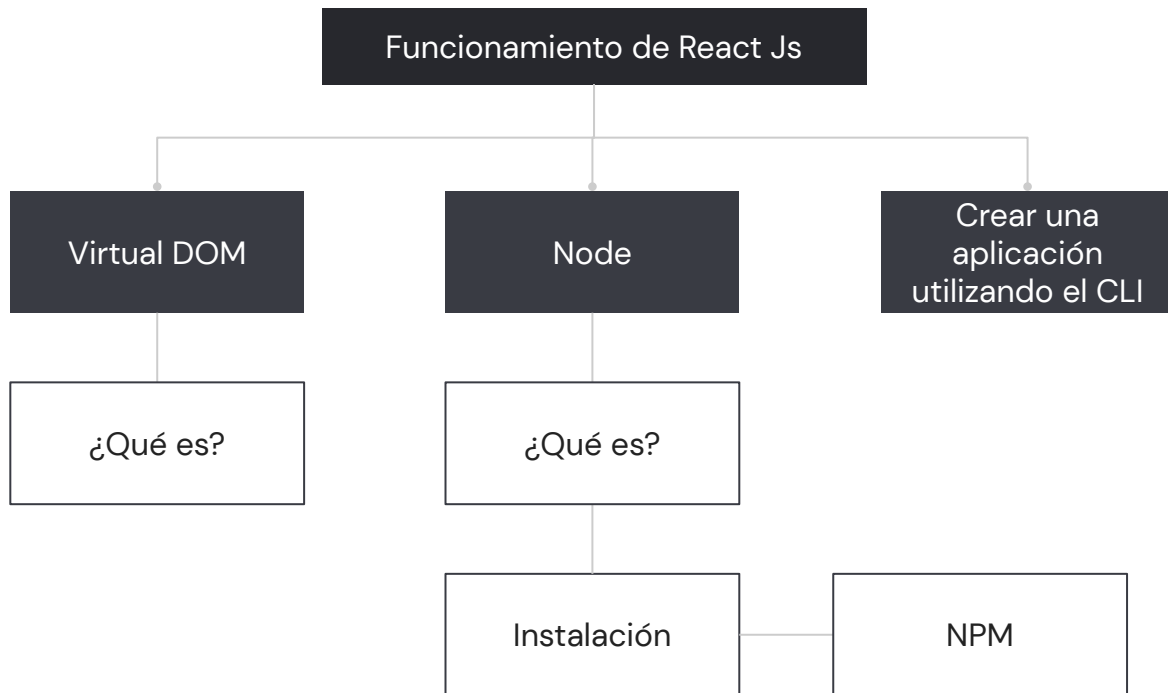 Funcionamiento de React Js
Virtual DOM
Node
Crear una
aplicación
utilizando el CLI
¿Qué es?
¿Qué es?
Instalación
NPM